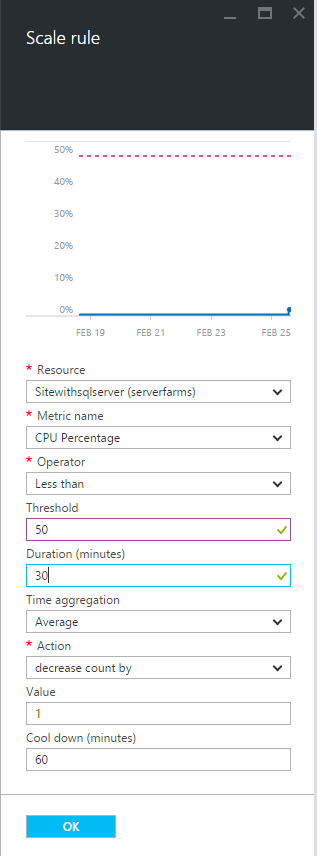 Scale rule
50%
40%
30%
20%
10%
0%
FEB 19 FEB 21 FEB 23 FEB 25
* Resource
Sitewithsqlserver (serverfarms)
* Metric name
CPU Percentage
* Operator
Less than
Threshold
50
Duration (minutes)
30
Time aggregation
Average
* Action
decrease count by
Value
1
Cool down (minutes)
60
OK